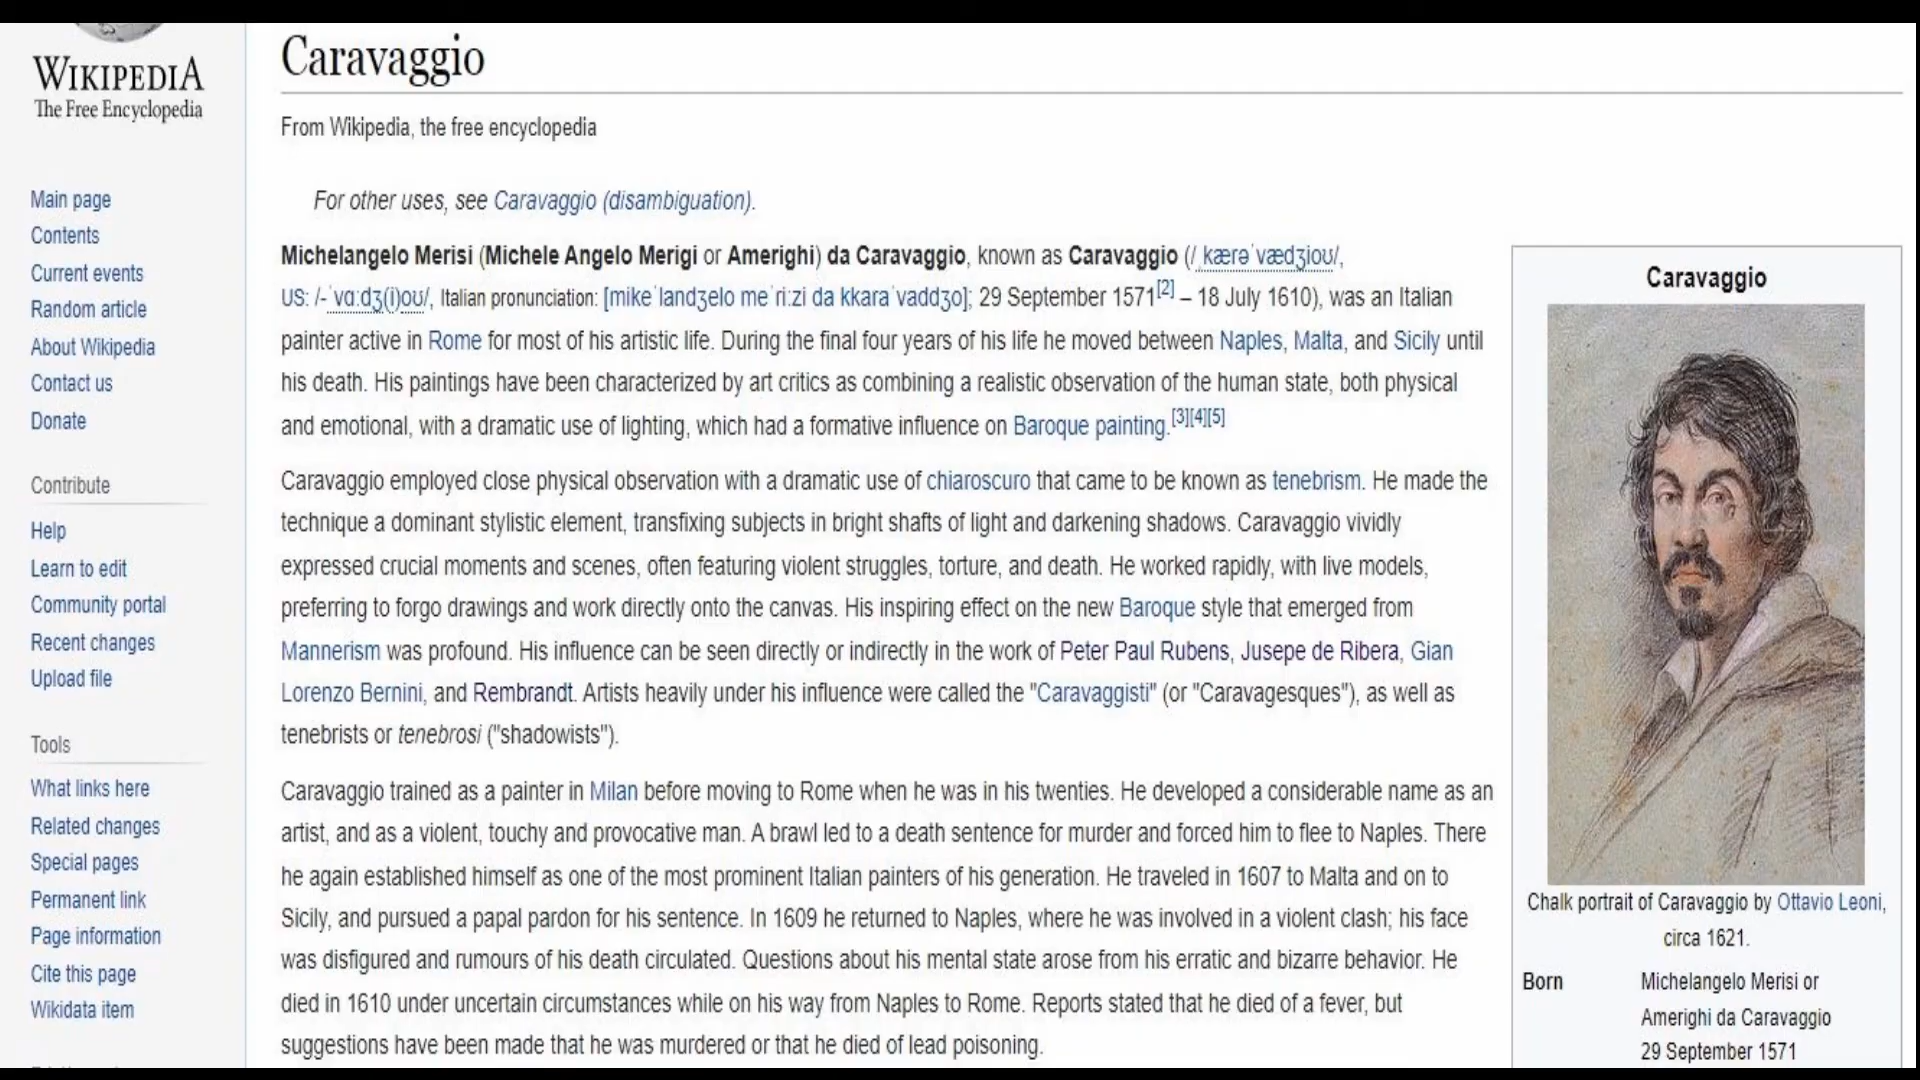 WIKIPEDIA
The Free Encyclopedia
Main page
Contents
Current events
Random article
About Wikipedia
Contact us
Donate
Contribute
Help
Learn to edit
Community portal
Recent changes
Upload file
Tools
What links here
Related changes
Special pages
Permanent link
Page information
Cite this page
Wikidata item
Caravaggio
From Wikipedia, the free encyclopedia
For other uses, see Caravaggio (disambiguation).
Michelangelo Merisi (Michele Angelo Merigi or Amerighi) da Caravaggio, known as Caravaggio (/ˌkærəˈvædʒioʊ/,
US: /-ˈvɑːdʒ(i)oʊ/, Italian pronunciation: [mikeˈlandʒelo meˈriːzi da kkaraˈvaddʒo]; 29 September 1571[2] – 18 July 1610), was an Italian
painter active in Rome for most of his artistic life. During the final four years of his life he moved between Naples, Malta, and Sicily until
his death. His paintings have been characterized by art critics as combining a realistic observation of the human state, both physical
and emotional, with a dramatic use of lighting, which had a formative influence on Baroque painting.[3][4][5]
Caravaggio employed close physical observation with a dramatic use of chiaroscuro that came to be known as tenebrism. He made the
technique a dominant stylistic element, transfixing subjects in bright shafts of light and darkening shadows. Caravaggio vividly
expressed crucial moments and scenes, often featuring violent struggles, torture, and death. He worked rapidly, with live models,
preferring to forgo drawings and work directly onto the canvas. His inspiring effect on the new Baroque style that emerged from
Mannerism was profound. His influence can be seen directly or indirectly in the work of Peter Paul Rubens, Jusepe de Ribera, Gian
Lorenzo Bernini, and Rembrandt. Artists heavily under his influence were called the "Caravaggisti" (or "Caravagesques"), as well as
tenebrists or tenebrosi ("shadowists").
Caravaggio trained as a painter in Milan before moving to Rome when he was in his twenties. He developed a considerable name as an
artist, and as a violent, touchy and provocative man. A brawl led to a death sentence for murder and forced him to flee to Naples. There
he again established himself as one of the most prominent Italian painters of his generation. He traveled in 1607 to Malta and on to
Sicily, and pursued a papal pardon for his sentence. In 1609 he returned to Naples, where he was involved in a violent clash; his face
was disfigured and rumours of his death circulated. Questions about his mental state arose from his erratic and bizarre behavior. He
died in 1610 under uncertain circumstances while on his way from Naples to Rome. Reports stated that he died of a fever, but
suggestions have been made that he was murdered or that he died of lead poisoning.
Caravaggio
Chalk portrait of Caravaggio by Ottavio Leoni,
circa 1621.
Born Michelangelo Merisi or
Amerighi da Caravaggio
29 September 1571